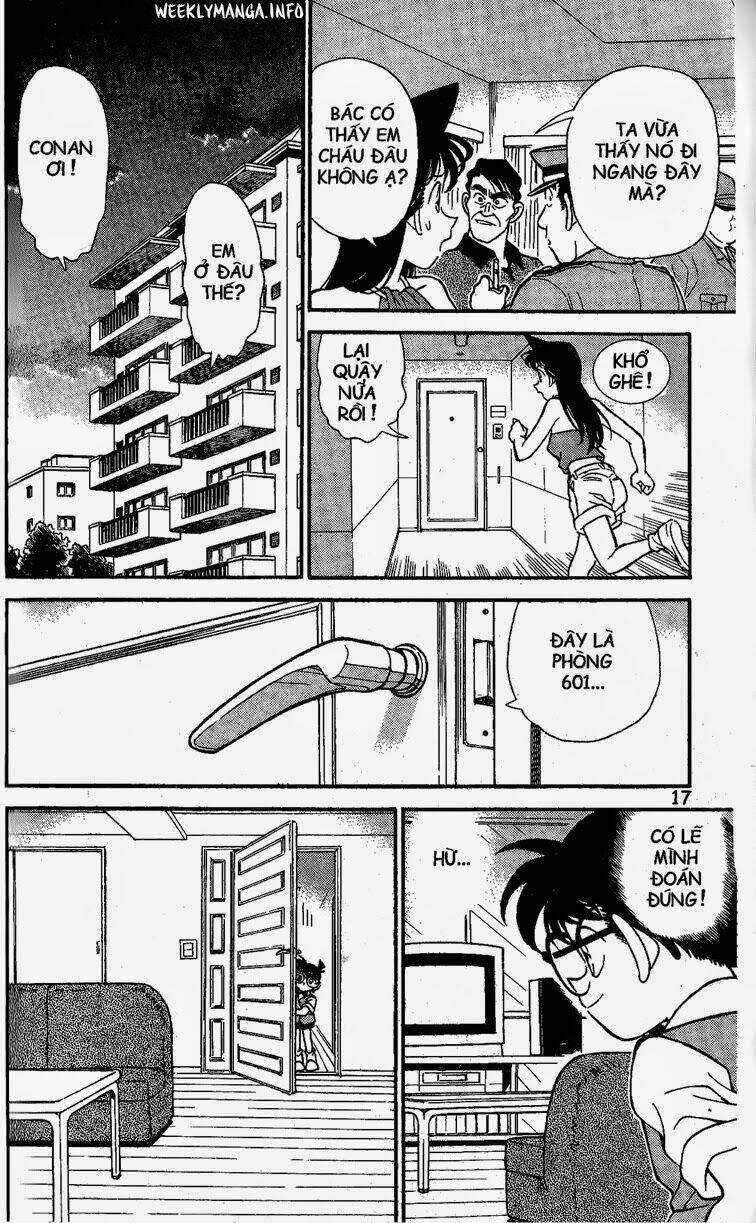 WEEKLYMANGA.INFO
CONAN
ƠI!
EM
Ở ĐÂU
THẾ?
BÁC CÓ
THẤY EM
CHÁU ĐÂU
KHÔNG Ạ?
TA VỪA
THẤY NÓ ĐI
NGANG ĐÂY
MÀ?
LẠI
QUẬY
NỮA
RỒI!
KHỔ
GHÊ!
ĐÂY LÀ
PHÒNG
601...
17
HỪ...
CÓ LẼ
MÌNH
ĐOÁN
ĐÚNG!